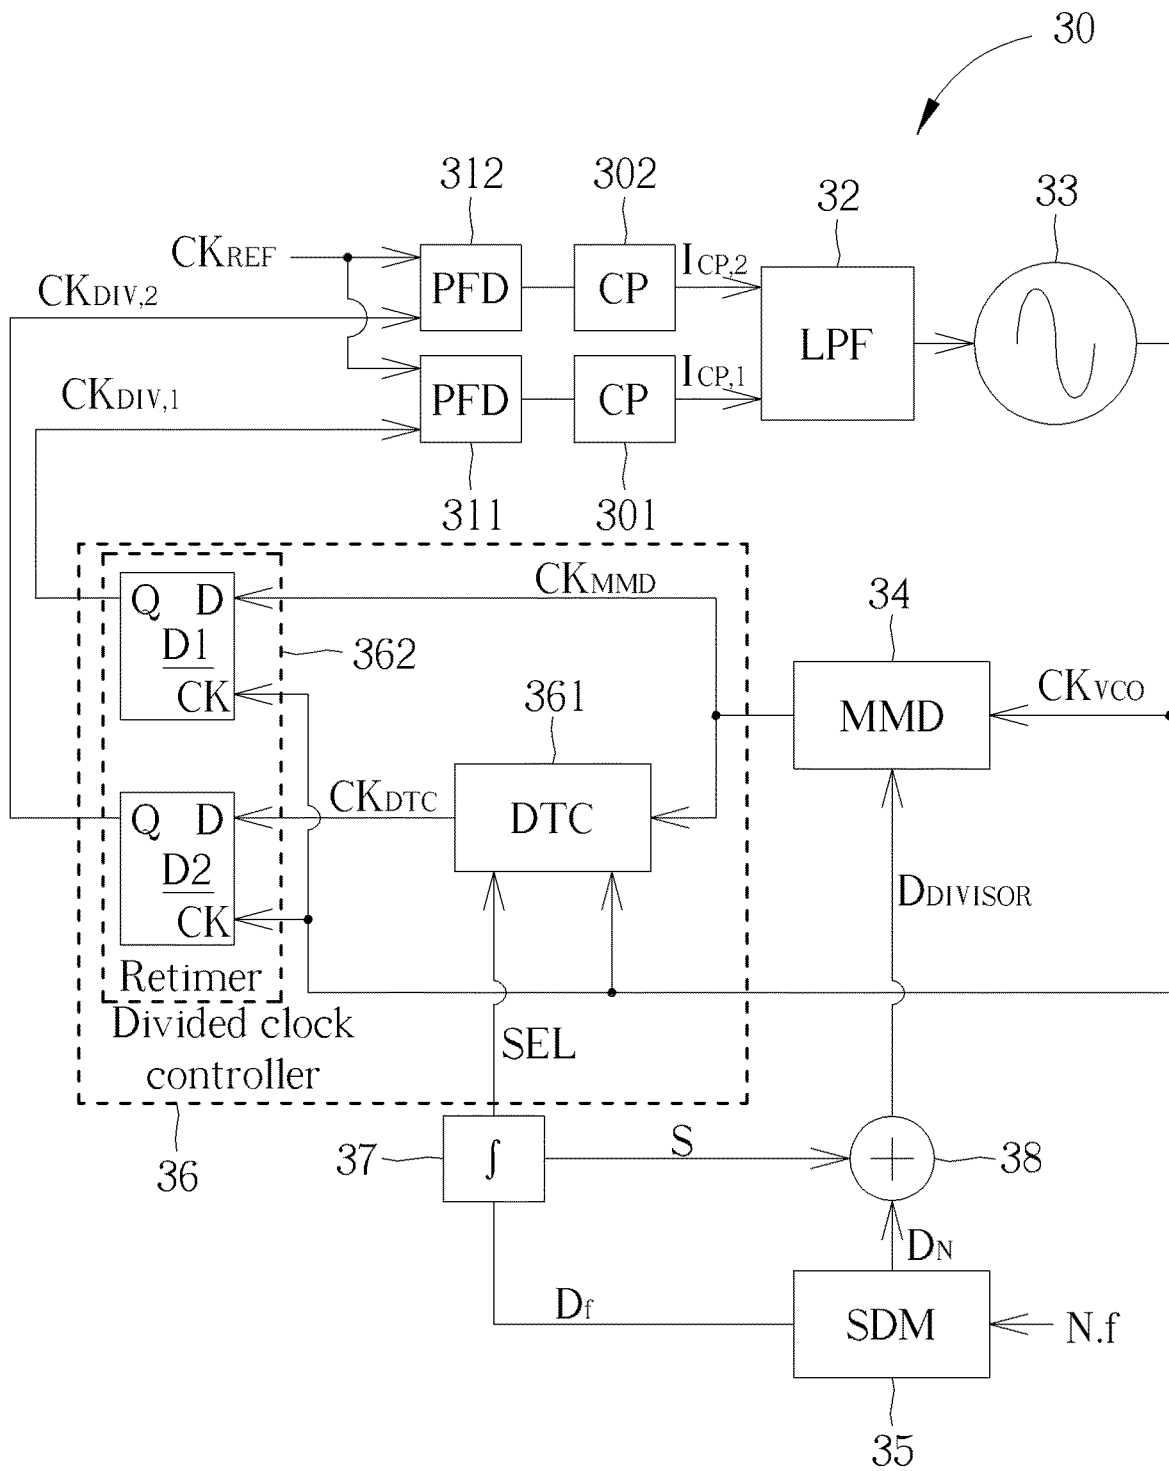 30
312
302
32
33
CKREF
PFD
CP
ICP,2
CKDIV,2
LPF
CKDIV,1
PFD
CP
ICP,1
311
301
CKMMD
34
Q D
D1
CK
362
361
MMD
CKVCO
CKDTC
DTC
Q D
D2
CK
DDIVISOR
Retimer
Divided clock
controller
SEL
36
37
∫
S
+
38
DN
Df
SDM
N.f
35